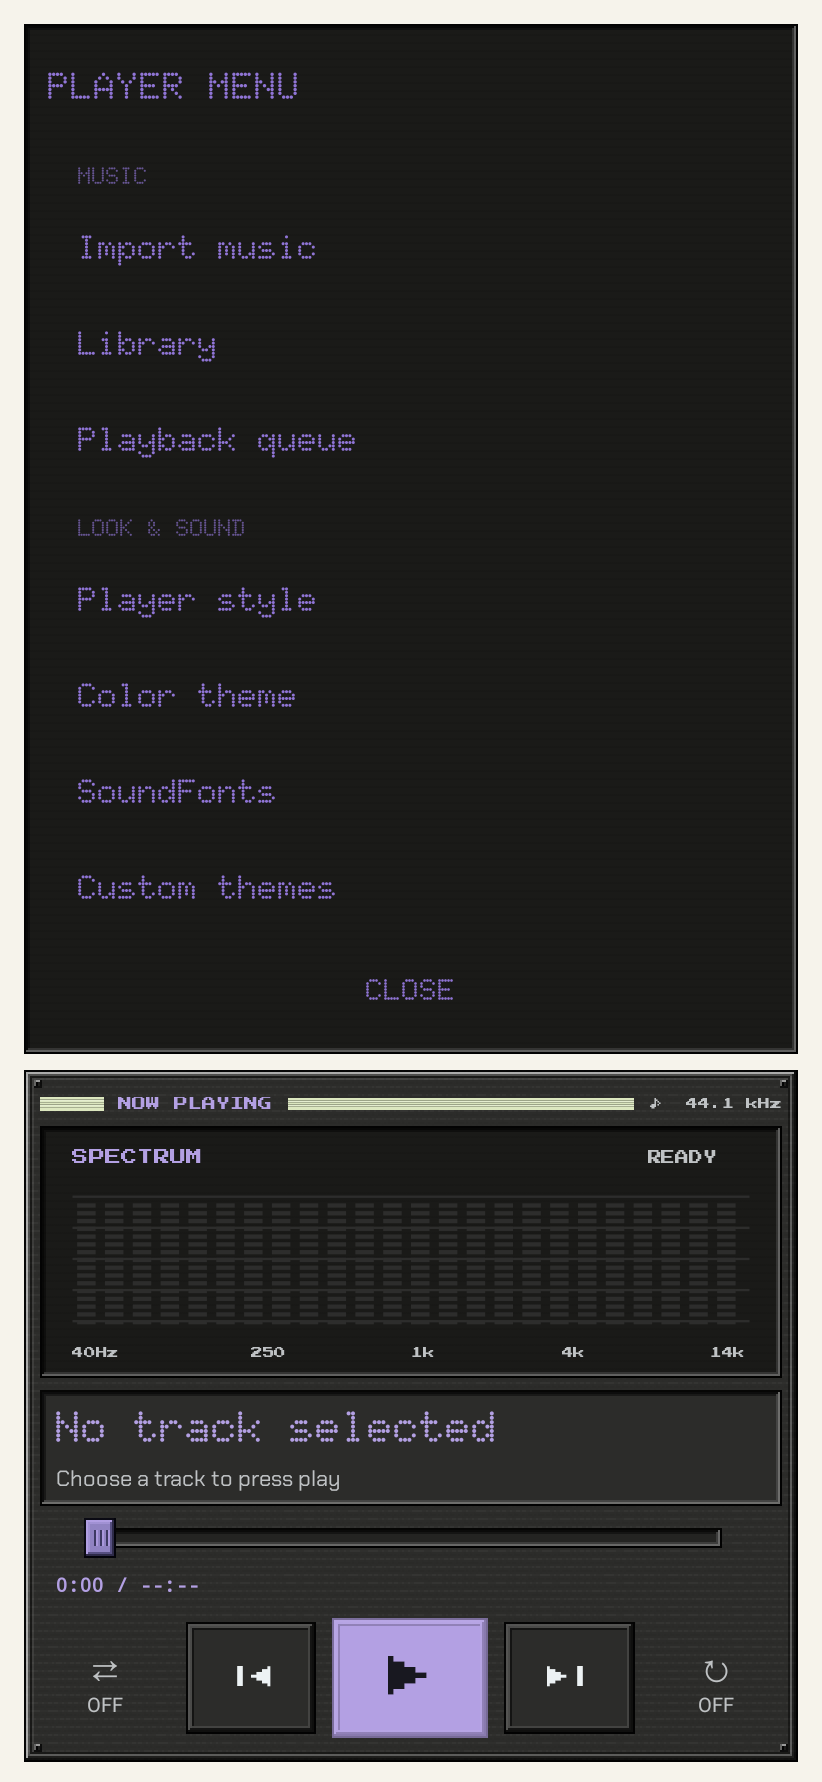 PLAYER MENU
MUSIC
Import music
Library
Playback queue
LOOK & SOUND
Player style
Color theme
SoundFonts
Custom themes
CLOSE
NOW PLAYING ♪ 44.1 kHz
SPECTRUM READY
40Hz 250 1k 4k 14k
No track selected
Choose a track to press play
0:00 / --:--
OFF OFF